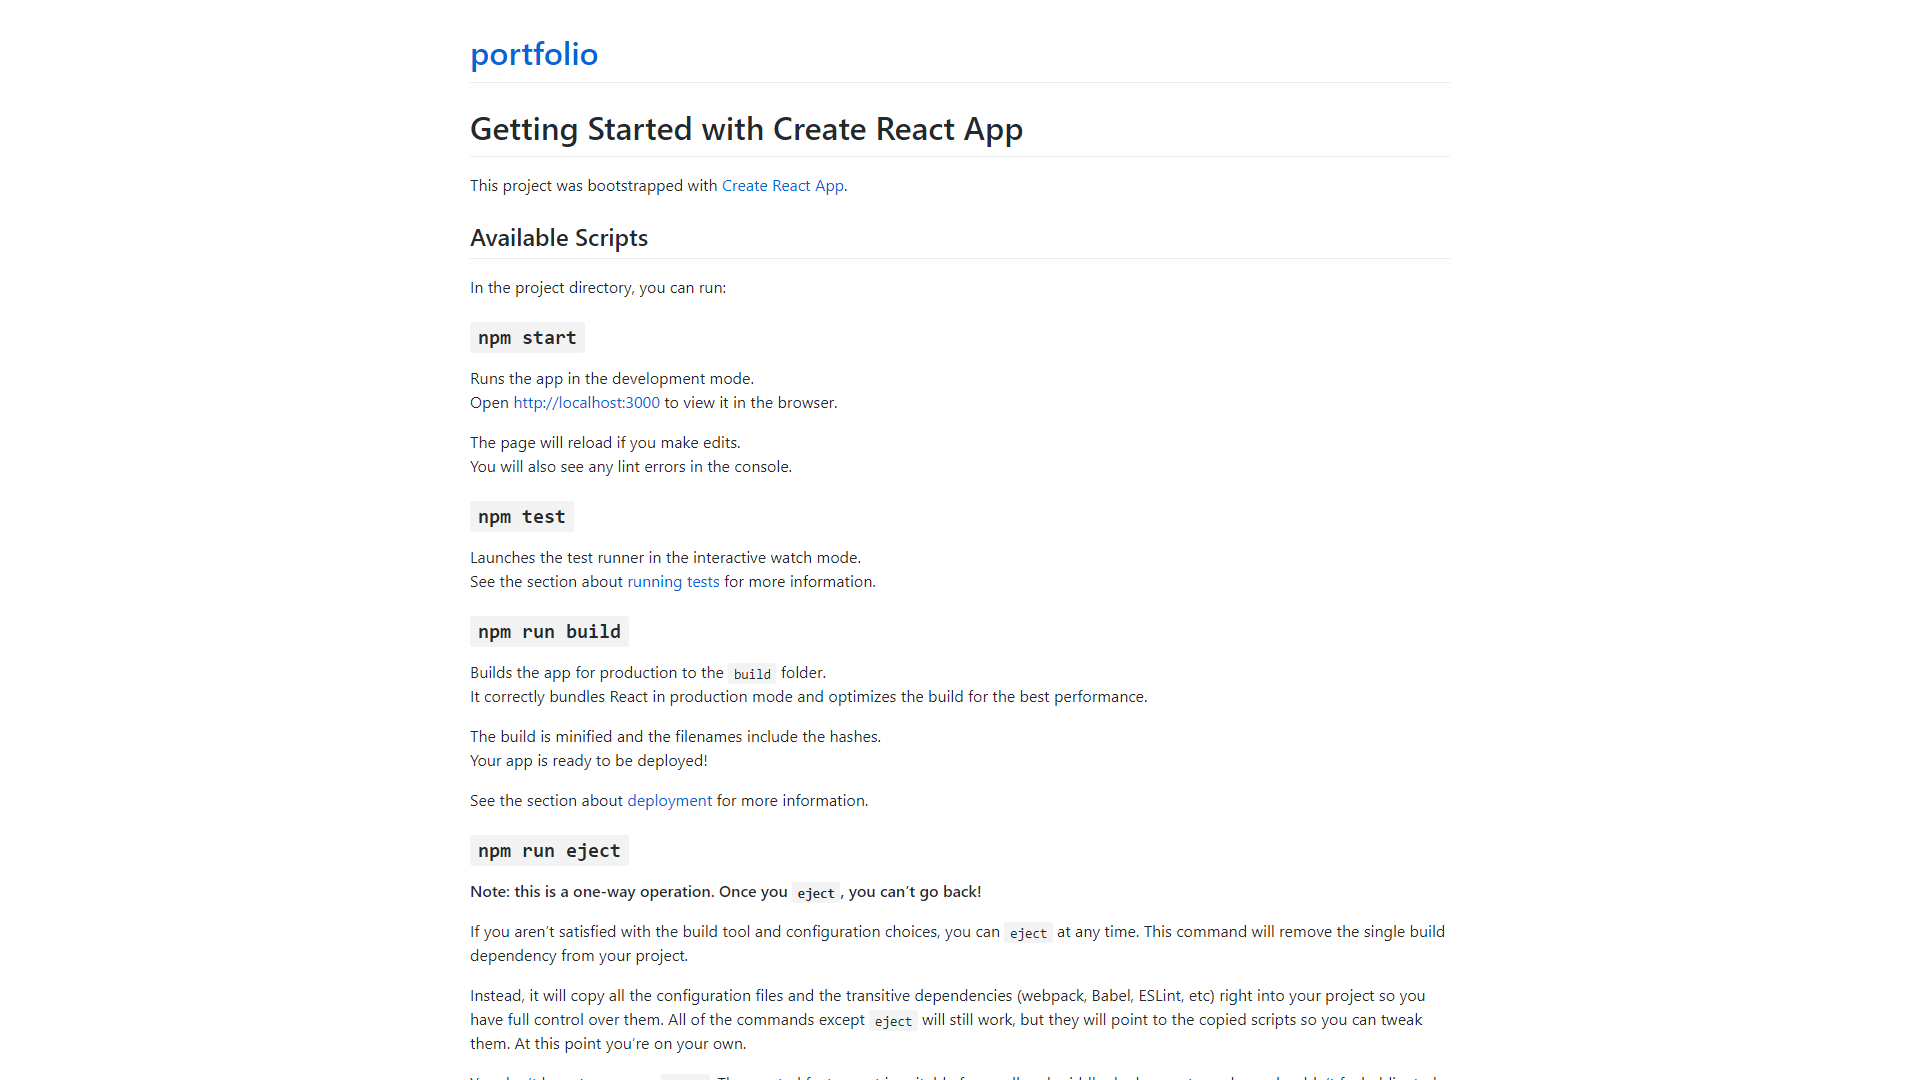 portfolio
Getting Started with Create React App
This project was bootstrapped with Create React App.
Available Scripts
In the project directory, you can run:
npm start
Runs the app in the development mode.
Open http://localhost:3000 to view it in the browser.
The page will reload if you make edits.
You will also see any lint errors in the console.
npm test
Launches the test runner in the interactive watch mode.
See the section about running tests for more information.
npm run build
Builds the app for production to the build folder.
It correctly bundles React in production mode and optimizes the build for the best performance.
The build is minified and the filenames include the hashes.
Your app is ready to be deployed!
See the section about deployment for more information.
npm run eject
Note: this is a one-way operation. Once you eject, you can’t go back!
If you aren’t satisfied with the build tool and configuration choices, you can eject at any time. This command will remove the single build
dependency from your project.
Instead, it will copy all the configuration files and the transitive dependencies (webpack, Babel, ESLint, etc) right into your project so you
have full control over them. All of the commands except eject will still work, but they will point to the copied scripts so you can tweak
them. At this point you’re on your own.